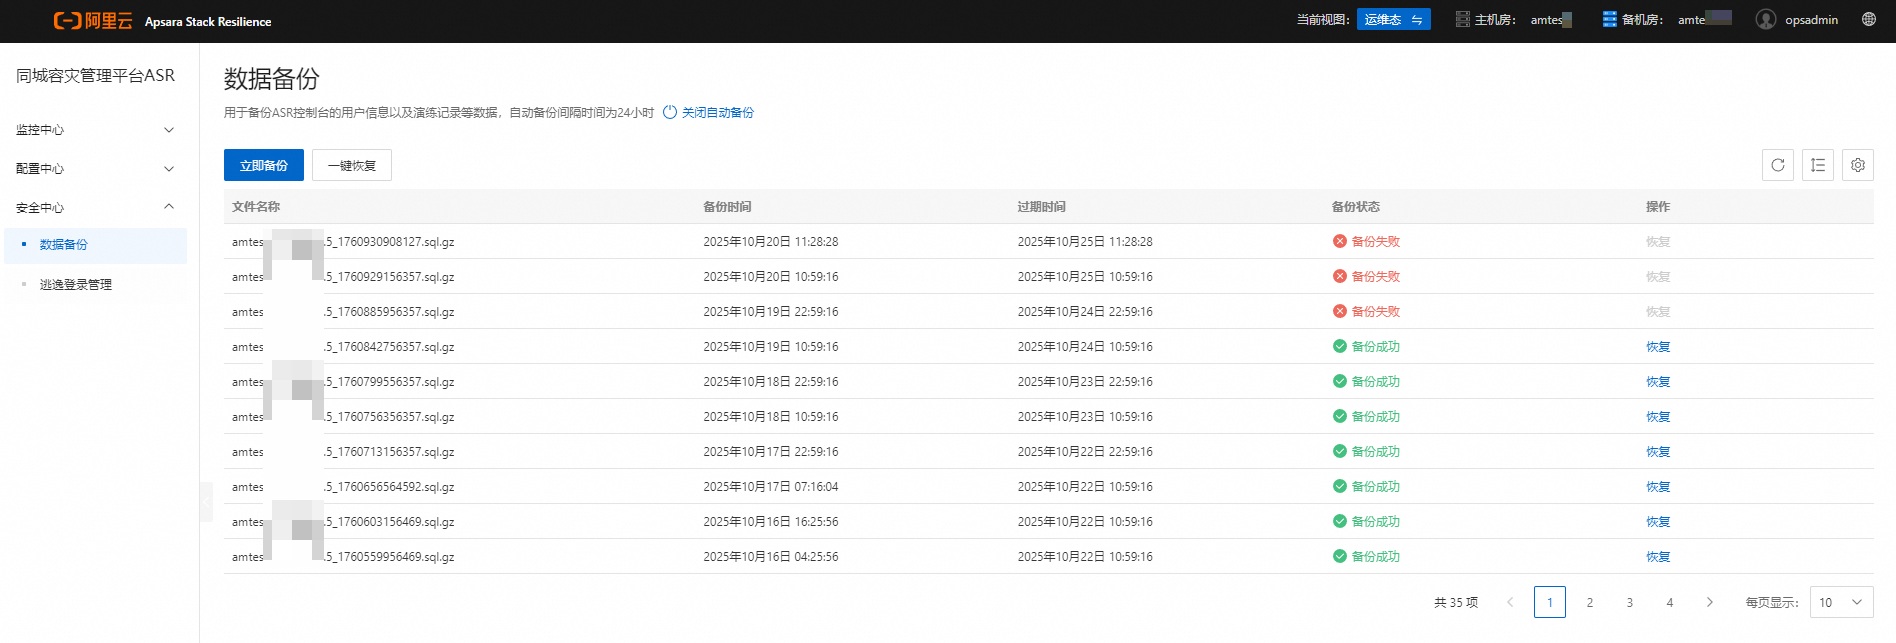 阿里云 Apsara Stack Resilience 当前视图: 运维态 主机房: amtes 备机房: amte opsadmin
同城容灾管理平台ASR
监控中心
配置中心
安全中心
数据备份
逃逸登录管理
数据备份
用于备份ASR控制台的用户信息以及演练记录等数据，自动备份间隔时间为24小时 关闭自动备份
立即备份 一键恢复
文件名称 备份时间 过期时间 备份状态 操作
amtes .5_1760930908127.sql.gz 2025年10月20日 11:28:28 2025年10月25日 11:28:28 备份失败 恢复
amtes .5_1760929156357.sql.gz 2025年10月20日 10:59:16 2025年10月25日 10:59:16 备份失败 恢复
amtes .5_1760885956357.sql.gz 2025年10月19日 22:59:16 2025年10月24日 22:59:16 备份失败 恢复
amtes .5_1760842756357.sql.gz 2025年10月19日 10:59:16 2025年10月24日 10:59:16 备份成功 恢复
amtes .5_1760799556357.sql.gz 2025年10月18日 22:59:16 2025年10月23日 22:59:16 备份成功 恢复
amtes .5_1760756356357.sql.gz 2025年10月18日 10:59:16 2025年10月23日 10:59:16 备份成功 恢复
amtes .5_1760713156357.sql.gz 2025年10月17日 22:59:16 2025年10月22日 22:59:16 备份成功 恢复
amtes .5_1760656564592.sql.gz 2025年10月17日 07:16:04 2025年10月22日 10:59:16 备份成功 恢复
amtes .5_1760603156469.sql.gz 2025年10月16日 16:25:56 2025年10月22日 10:59:16 备份成功 恢复
amtes .5_1760559956469.sql.gz 2025年10月16日 04:25:56 2025年10月22日 10:59:16 备份成功 恢复
共 35 项 1 2 3 4 每页显示: 10